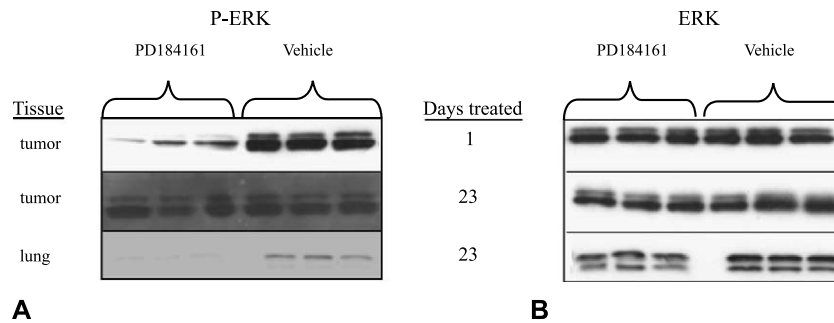 P-ERK
ERK
PD184161 Vehicle
PD184161 Vehicle
Tissue
Days treated
tumor
1
tumor
23
lung
23
A
B